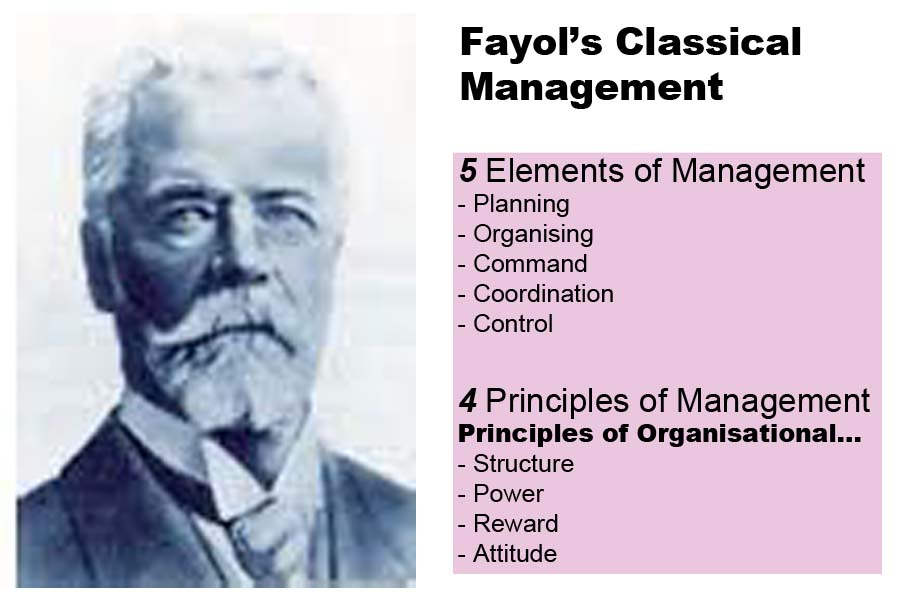 Fayol’s Classical
Management
5 Elements of Management
- Planning
- Organising
- Command
- Coordination
- Control
4 Principles of Management
Principles of Organisational...
- Structure
- Power
- Reward
- Attitude